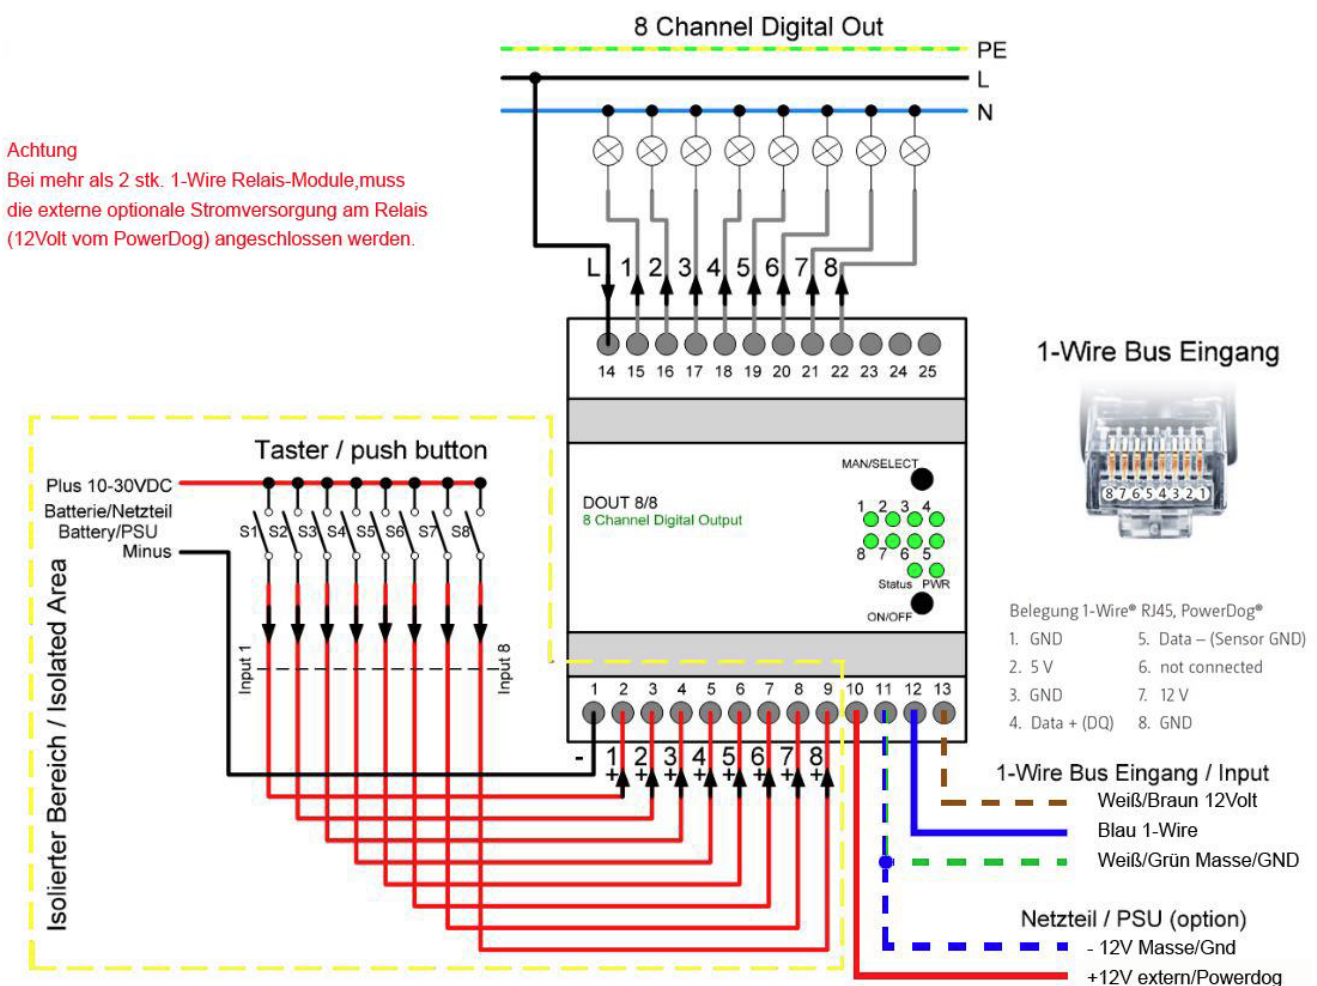 8 Channel Digital Out
PE
L
N
Achtung
Bei mehr als 2 stk. 1-Wire Relais-Module,muss
die externe optionale Stromversorgung am Relais
(12Volt vom PowerDog) angeschlossen werden.
L 1 2 3 4 5 6 7 8
14 15 16 17 18 19 20 21 22 23 24 25
1-Wire Bus Eingang
8 7 6 5 4 3 2 1
Taster / push button
Plus 10-30VDC
Batterie/Netzteil
Battery/PSU
Minus
S1 S2 S3 S4 S5 S6 S7 S8
Input 1
Input 8
Isolierter Bereich / Isolated Area
MAN/SELECT
DOUT 8/8
8 Channel Digital Output
1 2 3 4
8 7 6 5
Status PWR
ON/OFF
Belegung 1-Wire® RJ45, PowerDog®
1. GND
2. 5 V
3. GND
4. Data + (DQ)
5. Data – (Sensor GND)
6. not connected
7. 12 V
8. GND
1 2 3 4 5 6 7 8 9 10 11 12 13
- 1 2 3 4 5 6 7 8
+ + + + + + + +
1-Wire Bus Eingang / Input
Weiß/Braun 12Volt
Blau 1-Wire
Weiß/Grün Masse/GND
Netzteil / PSU (option)
- 12V Masse/Gnd
+12V extern/Powerdog